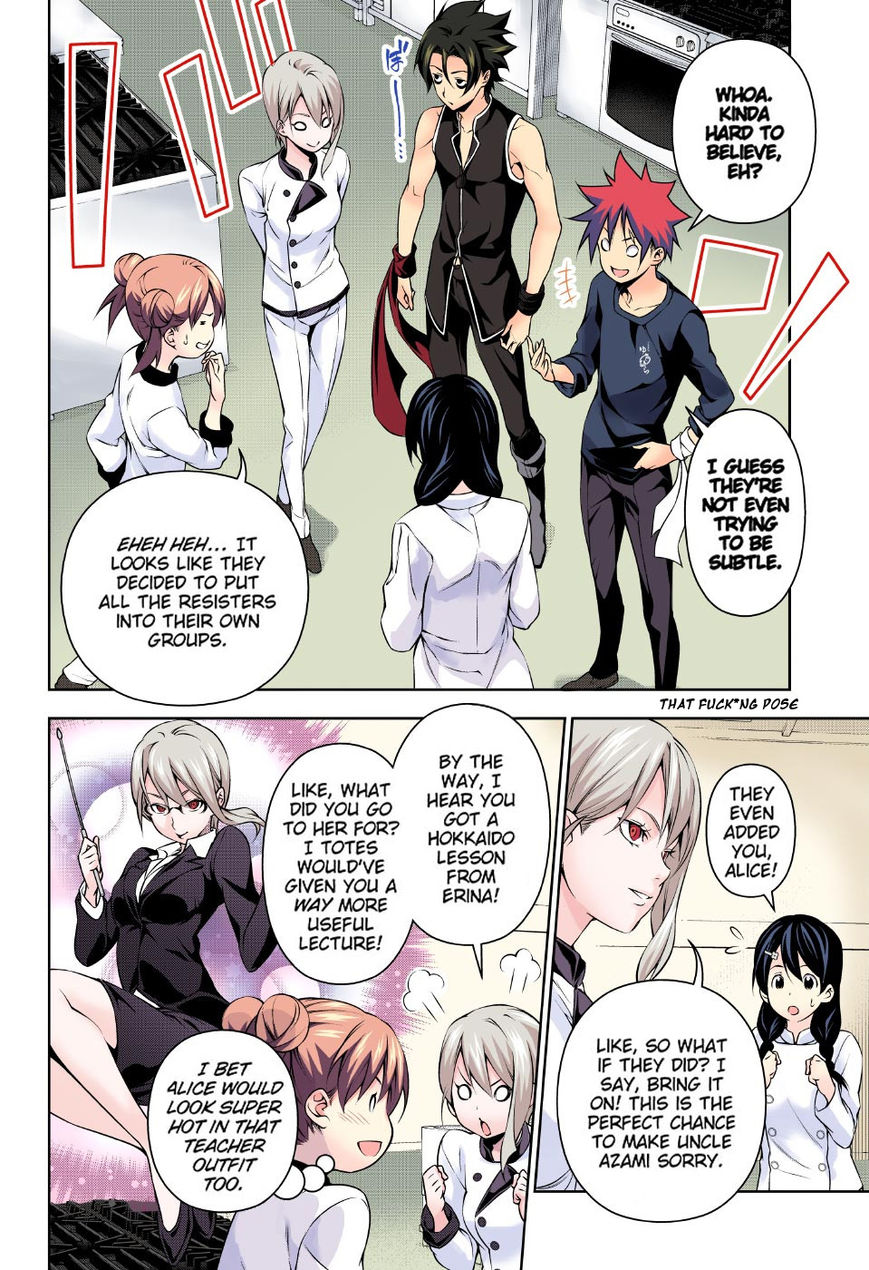 WHOA.
KINDA
HARD TO
BELIEVE,
EH?
ぼーー…
I GUESS
THEY'RE
NOT EVEN
TRYING
TO BE
SUBTLE.
EHEH HEH... IT
LOOKS LIKE THEY
DECIDED TO PUT
ALL THE RESISTERS
INTO THEIR OWN
GROUPS.
THAT FUCK*NG POSE
THEY
EVEN
ADDED
YOU,
ALICE!
LIKE, SO WHAT
IF THEY DID? I
SAY, BRING IT
ON! THIS IS THE
PERFECT CHANCE
TO MAKE UNCLE
AZAMI SORRY.
BY THE
WAY, I
HEAR YOU
GOT A
HOKKAIDO
LESSON
FROM
ERINA!
LIKE, WHAT
DID YOU GO
TO HER FOR?
I TOTES
WOULD'VE
GIVEN YOU A
WAY MORE
USEFUL
LECTURE!
I BET
ALICE WOULD
LOOK SUPER
HOT IN THAT
TEACHER
OUTFIT
TOO.